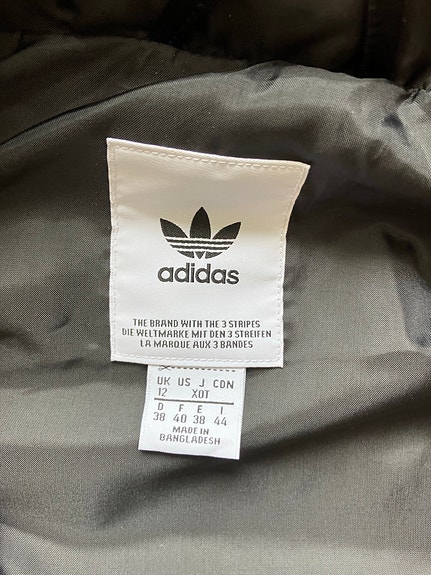 adidas
THE BRAND WITH THE 3 STRIPES
DIE WELTMARKE MIT DEN 3 STREIFEN
LA MARQUE AUX 3 BANDES
UK US J CDN
12 XOT
D F E I
38 40 38 44
MADE IN
BANGLADESH